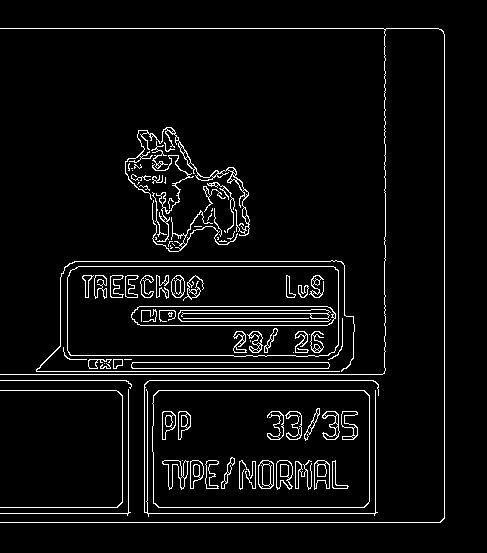 TREECKO♂ Lv9
HP
23/ 26
EXP
PP 33/35
TYPE/NORMAL